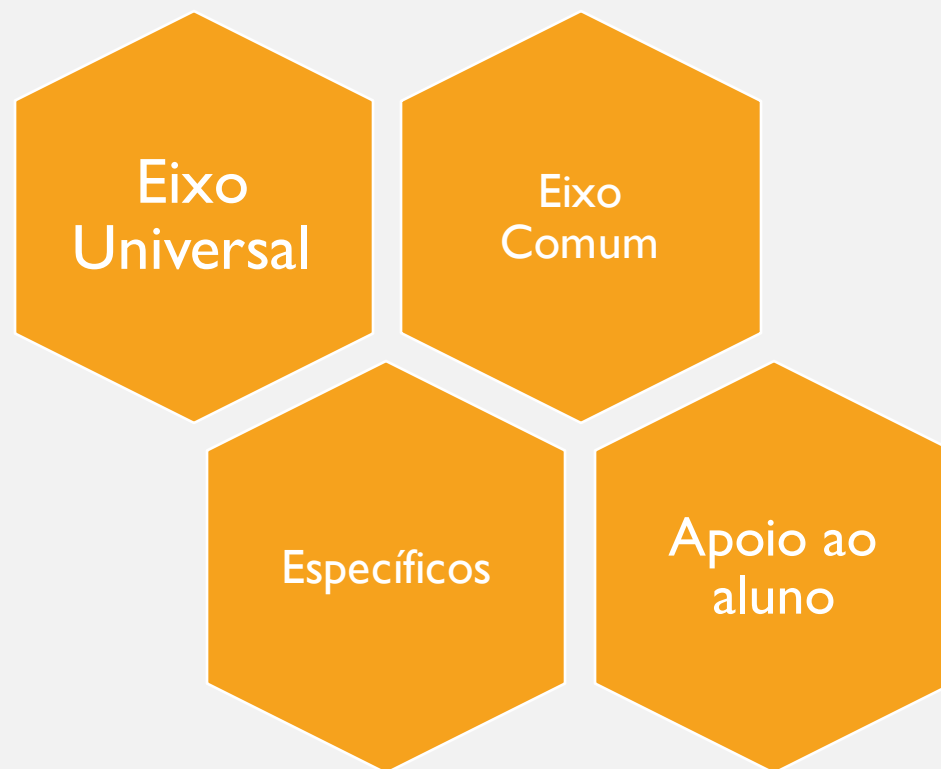 Eixo
Universal
Eixo
Comum
Específicos
Apoio ao
aluno